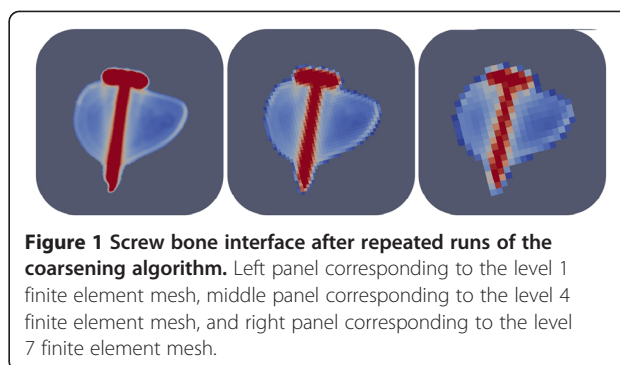 Figure 1 Screw bone interface after repeated runs of the
coarsening algorithm. Left panel corresponding to the level 1
finite element mesh, middle panel corresponding to the level 4
finite element mesh, and right panel corresponding to the level
7 finite element mesh.